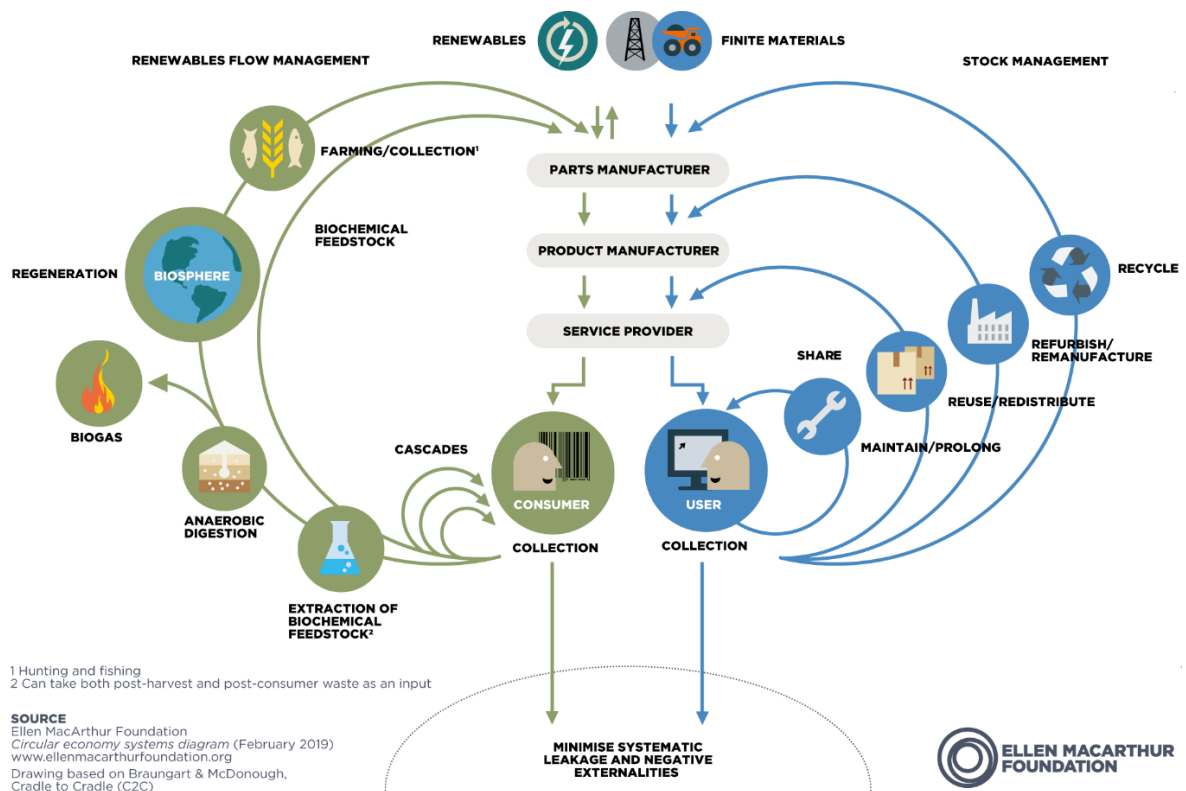 RENEWABLES
FINITE MATERIALS
RENEWABLES FLOW MANAGEMENT
STOCK MANAGEMENT
FARMING/COLLECTION¹
PARTS MANUFACTURER
BIOCHEMICAL
FEEDSTOCK
PRODUCT MANUFACTURER
REGENERATION
BIOSPHERE
RECYCLE
SERVICE PROVIDER
SHARE
REFURBISH/
REMANUFACTURE
REUSE/REDISTRIBUTE
BIOGAS
MAINTAIN/PROLONG
CASCADES
CONSUMER
USER
ANAEROBIC
DIGESTION
COLLECTION
COLLECTION
EXTRACTION OF
BIOCHEMICAL
FEEDSTOCK²
1 Hunting and fishing
2 Can take both post-harvest and post-consumer waste as an input
SOURCE
Ellen MacArthur Foundation
Circular economy systems diagram (February 2019)
www.ellenmacarthurfoundation.org
Drawing based on Braungart & McDonough,
Cradle to Cradle (C2C)
MINIMISE SYSTEMATIC
LEAKAGE AND NEGATIVE
EXTERNALITIES
ELLEN MACARTHUR
FOUNDATION